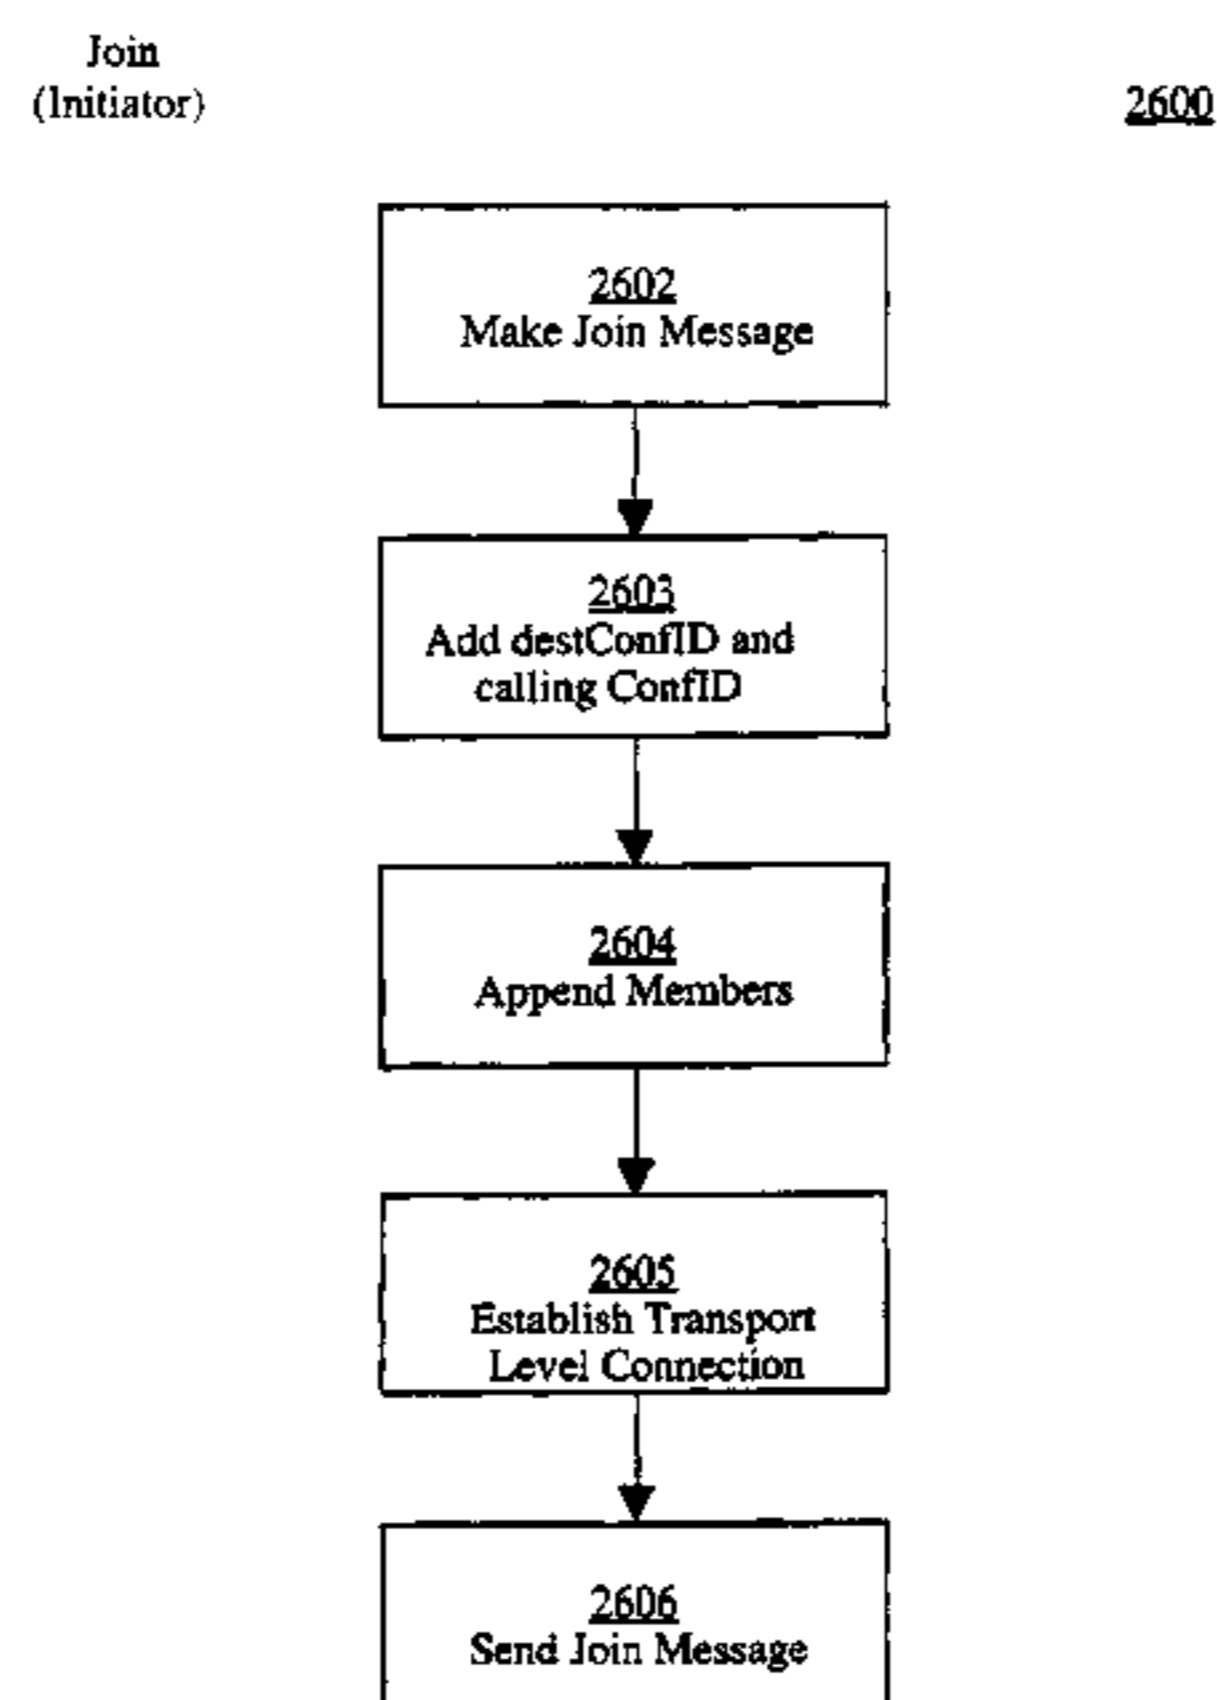 Join
(Initiator)
2600
2602
Make Join Message
2603
Add destConfID and
calling ConfID
2604
Append Members
2605
Establish Transport
Level Connection
2606
Send Join Message